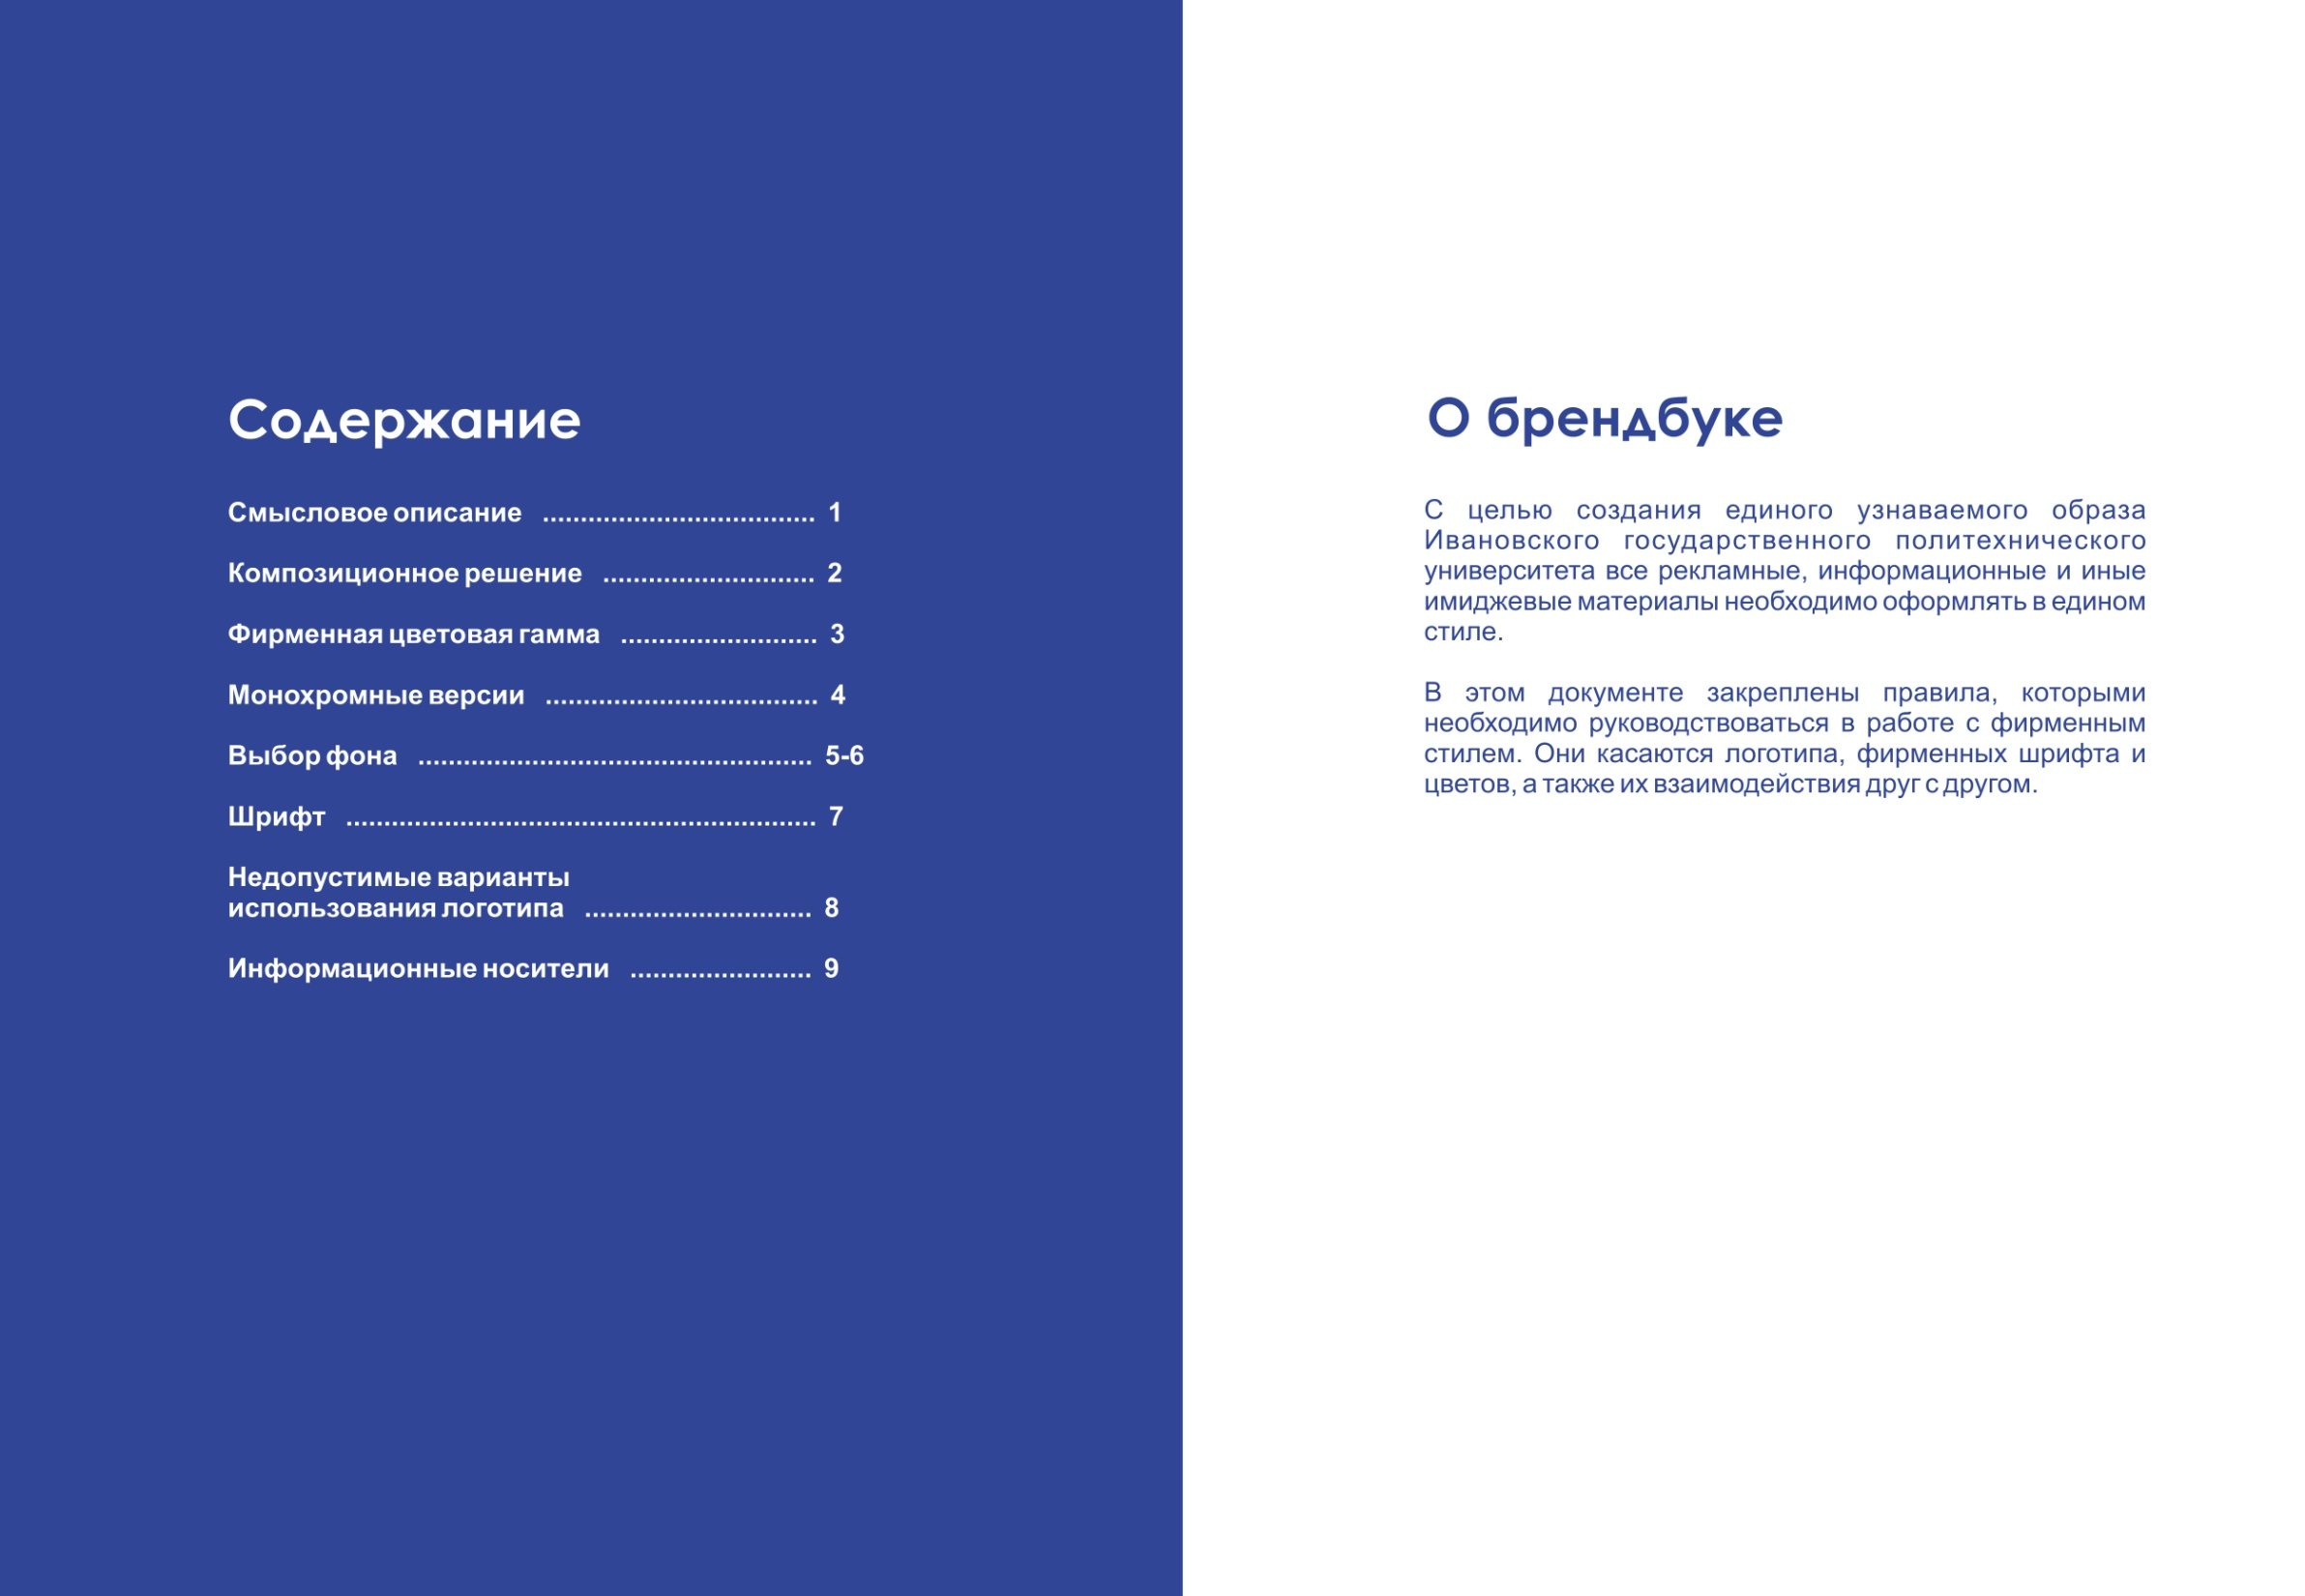 Содержание
Смысловое описание .................................... 1
Композиционное решение ............................ 2
Фирменная цветовая гамма .......................... 3
Монохромные версии .................................... 4
Выбор фона .................................................... 5-6
Шрифт .............................................................. 7
Недопустимые варианты
использования логотипа .............................. 8
Информационные носители ........................ 9
О брендбуке
С целью создания единого узнаваемого образа
Ивановского государственного политехнического
университета все рекламные, информационные и иные
имиджевые материалы необходимо оформлять в едином
стиле.
В этом документе закреплены правила, которыми
необходимо руководствоваться в работе с фирменным
стилем. Они касаются логотипа, фирменных шрифта и
цветов, а также их взаимодействия друг с другом.